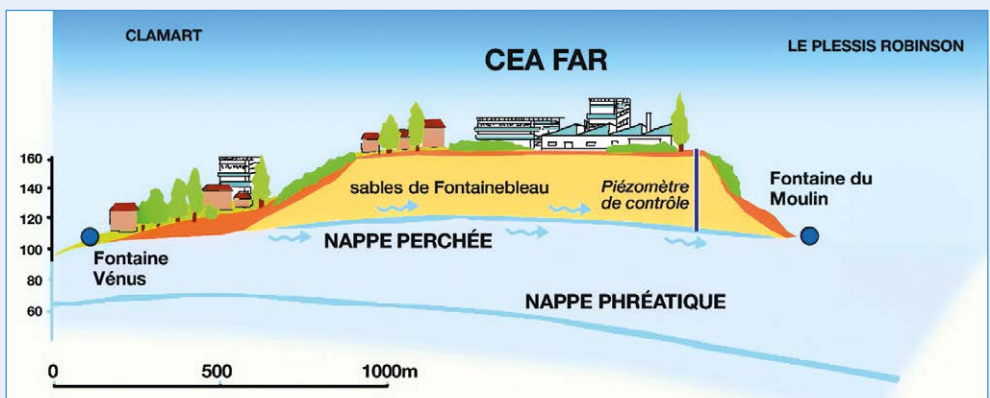 CLAMART
CEA FAR
LE PLESSIS ROBINSON
160
140
120
100
80
60
sables de Fontainebleau
Piézomètre
de contrôle
Fontaine du
Moulin
NAPPE PERCHÉE
Fontaine
Vénus
NAPPE PHRÉATIQUE
0
500
1000m